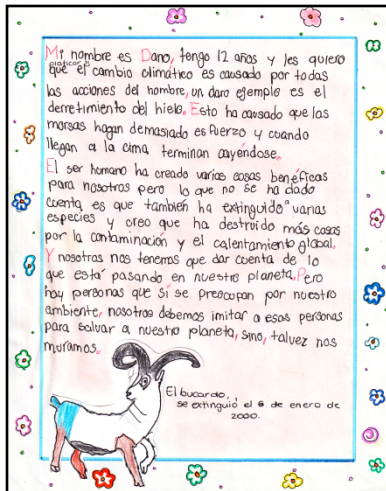 Mi nombre es Dano, tengo 12 años y les quiero
platicar
que el cambio climático es causado por todas
las acciones del hombre, un claro ejemplo es el
derretimiento del hielo. Esto ha causado que las
morsas hagan demasiado esfuerzo y cuando
llegan a la cima terminan cayéndose.
El ser humano ha creado varias cosas benéficas
para nosotros pero lo que no se ha dado
cuenta es que también ha extinguido a varias
especies y creo que ha destruido más cosas
por la contaminación y el calentamiento global.
Y nosotras nos tenemos que dar cuenta de lo
que está pasando en nuestro planeta. Pero
hay personas que sí se preocupan por nuestro
ambiente, nosotros debemos imitar a esas personas
para salvar a nuestro planeta, sino, talvez nos
muramos.
El bucardo,
se extinguió el 6 de enero de
2000.